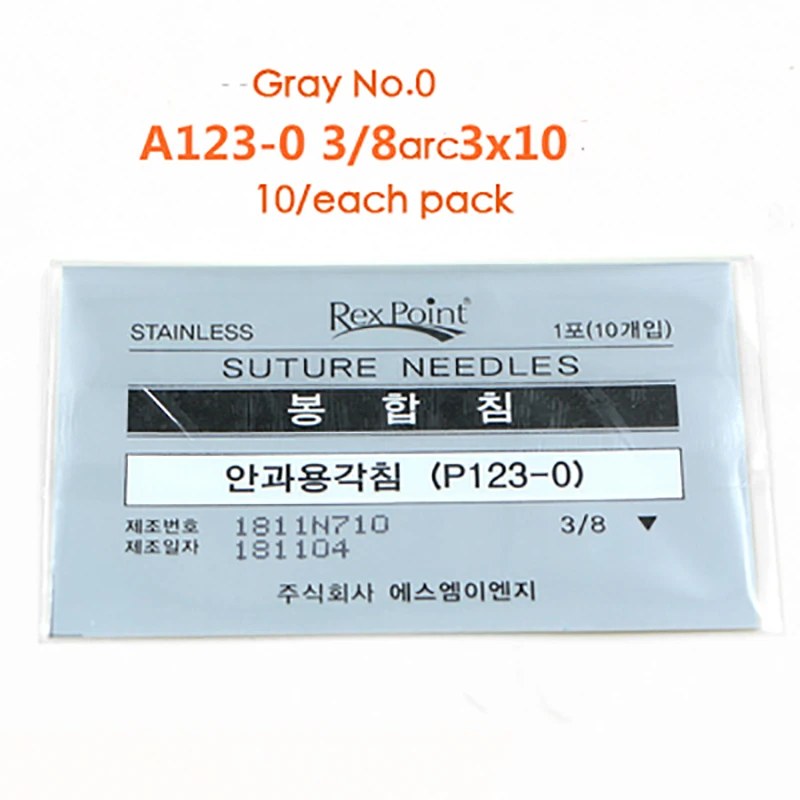 --Gray No.0
A123-0 3/8arc3x10
10/each pack
Rex Point®
STAINLESS
1포(10개입)
SUTURE NEEDLES
봉 합 침
안과용각침 (P123-0)
제조번호 1811N710
3/8 ▼
제조일자 181104
주식회사 에스엠이엔지